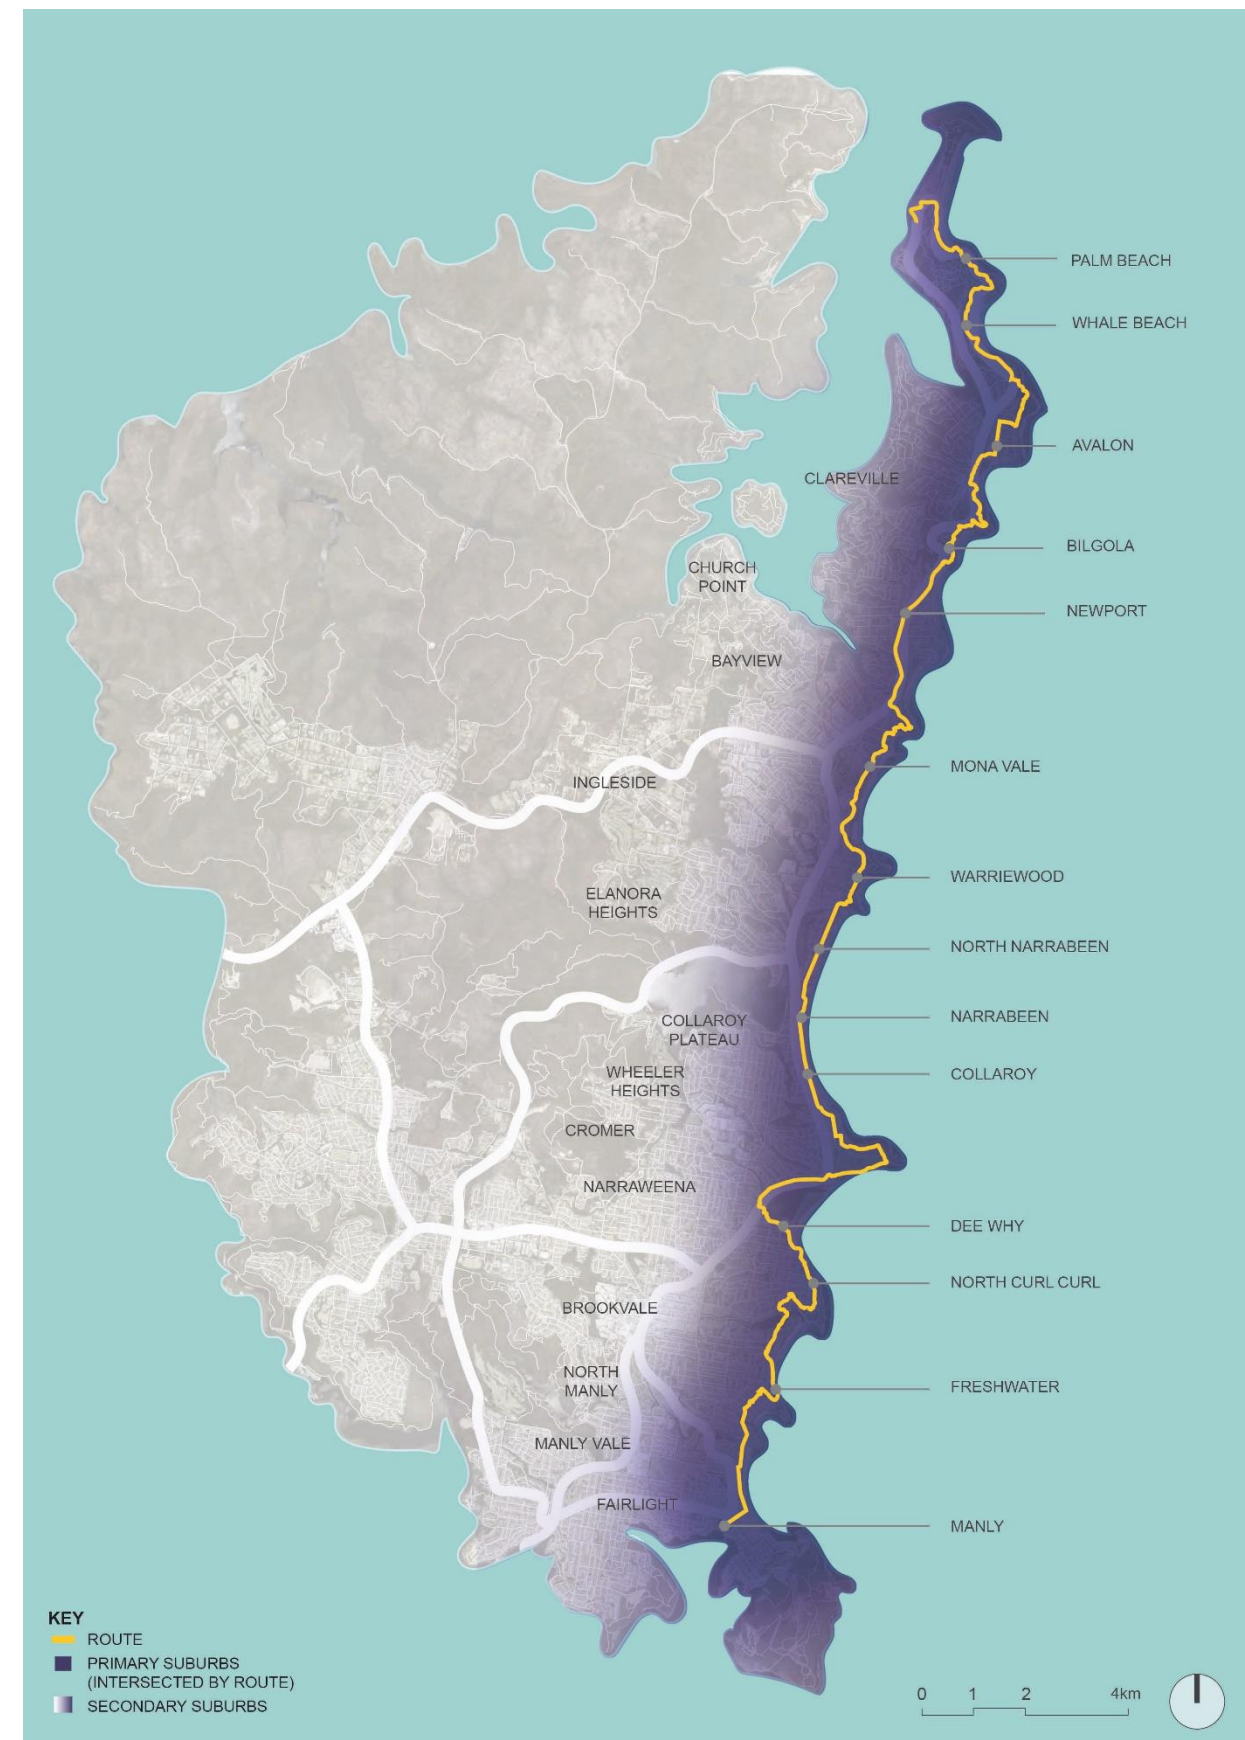 PALM BEACH
WHALE BEACH
AVALON
CLAREVILLE
BILGOLA
CHURCH
POINT
NEWPORT
BAYVIEW
MONA VALE
INGLESIDE
WARRIEWOOD
ELANORA
HEIGHTS
NORTH NARRABEEN
NARRABEEN
COLLAROY
PLATEAU
COLLAROY
WHEELER
HEIGHTS
CROMER
NARRAWEENA
DEE WHY
NORTH CURL CURL
BROOKVALE
NORTH
MANLY
FRESHWATER
MANLY VALE
FAIRLIGHT
MANLY
KEY
ROUTE
PRIMARY SUBURBS
(INTERSECTED BY ROUTE)
SECONDARY SUBURBS
0 1 2 4km